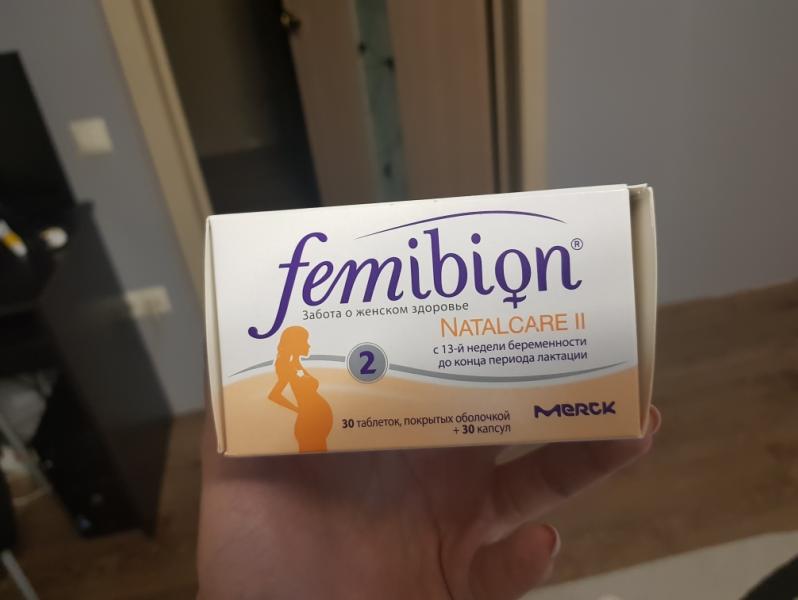 femibion®
Забота о женском здоровье
NATALCARE II
с 13-й недели беременности
до конца периода лактации
2
30 таблеток, покрытых оболочкой
+ 30 капсул
MERCK